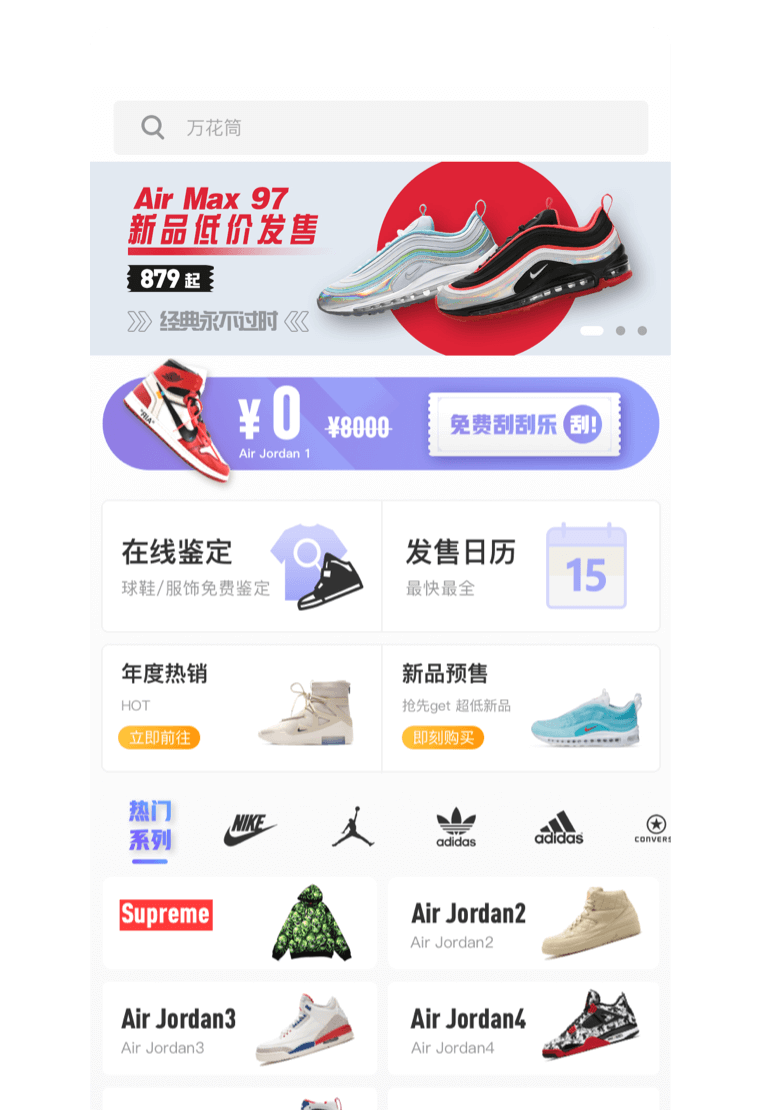 万花筒
Air Max 97
新品低价发售
879 起
经典永不过时
¥0 ¥8000
Air Jordan 1
免费刮刮乐 刮!
在线鉴定
球鞋/服饰免费鉴定
发售日历
最快最全
15
年度热销
HOT
立即前往
新品预售
抢先get 超低新品
即刻购买
热门
系列
NIKE
adidas
adidas
CONVERS
Supreme
Air Jordan2
Air Jordan2
Air Jordan3
Air Jordan3
Air Jordan4
Air Jordan4